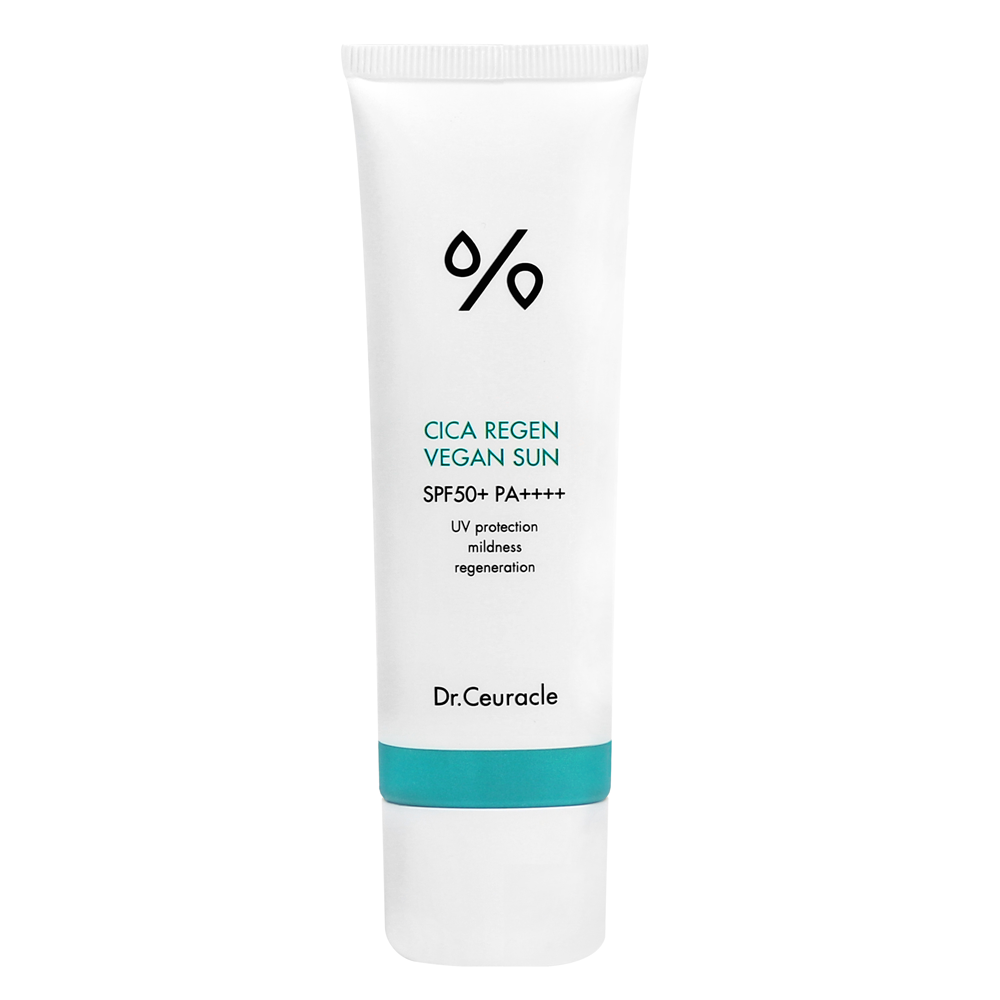 %
CICA REGEN
VEGAN SUN
SPF50+ PA++++
UV protection
mildness
regeneration
Dr.Ceuracle